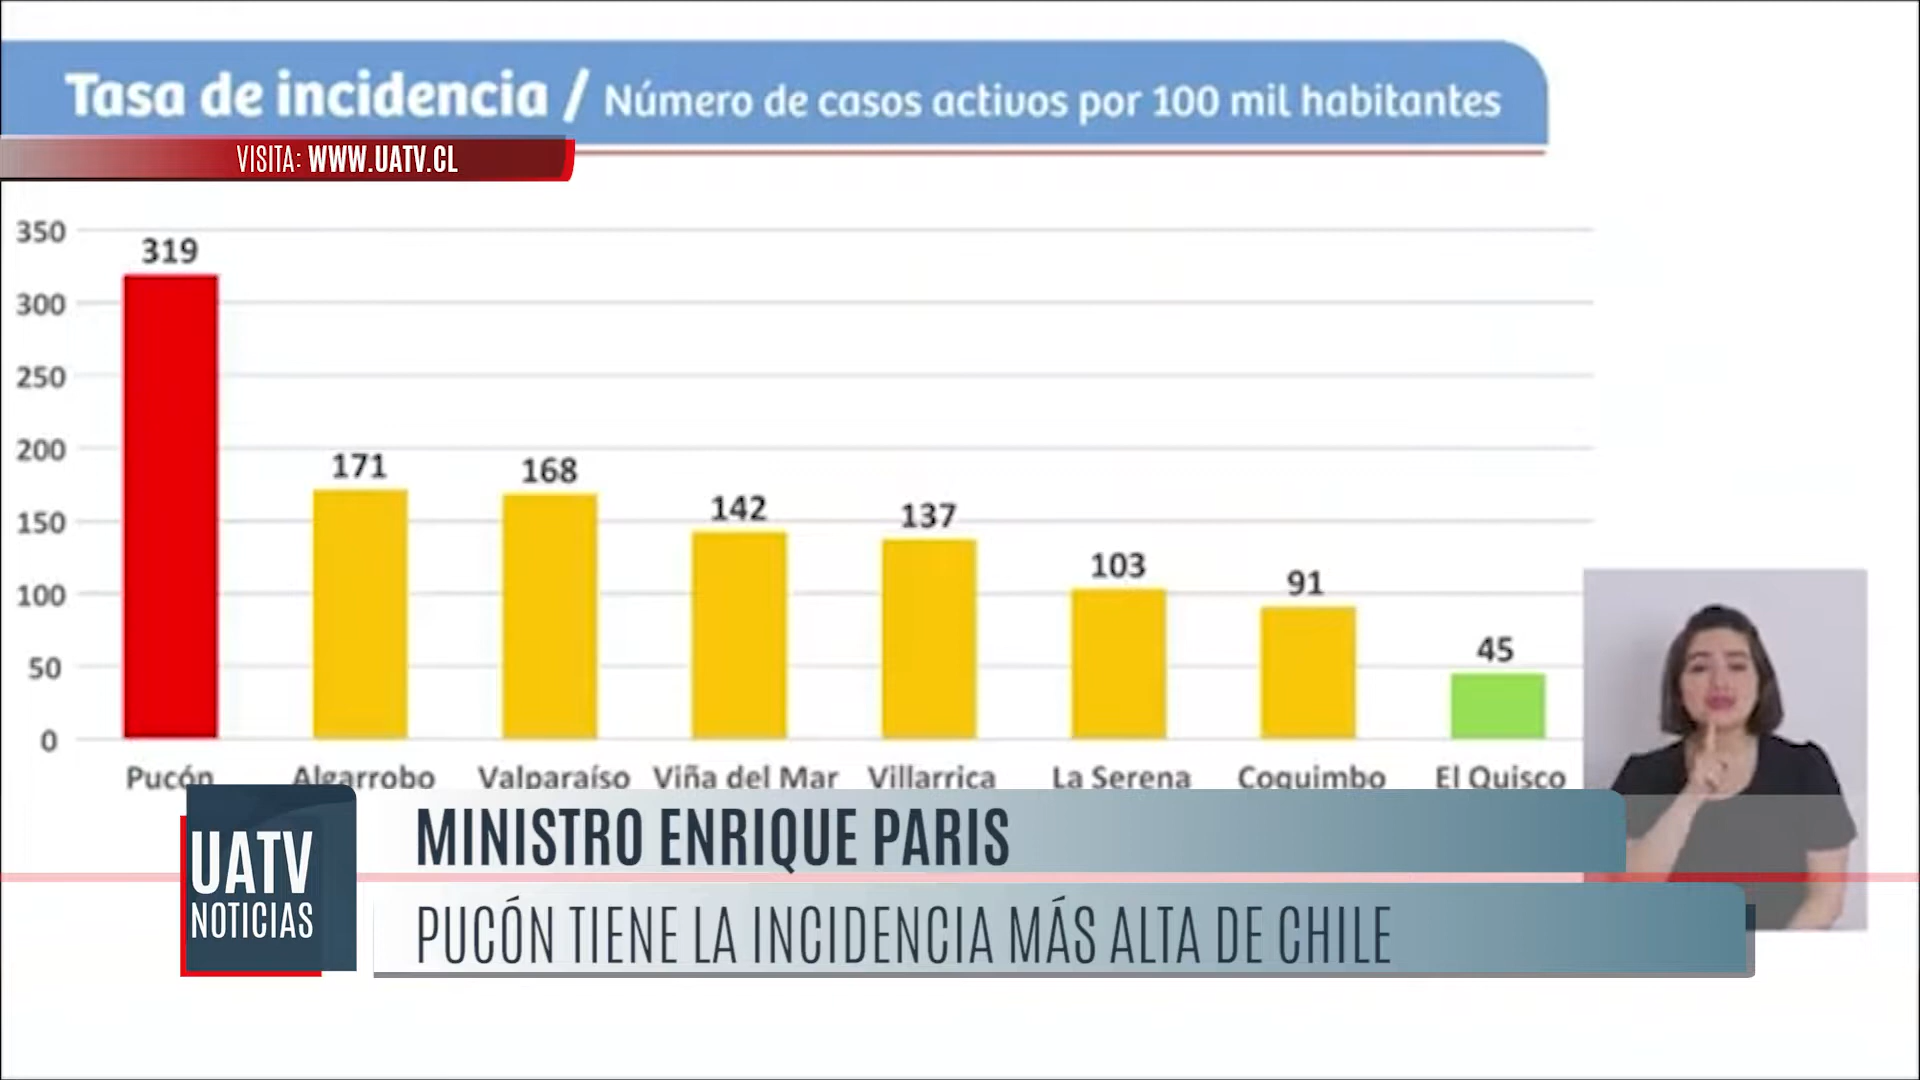 Tasa de incidencia / Número de casos activos por 100 mil habitantes
VISITA: WWW.UATV.CL
350
300
250
200
150
100
50
0
319
171
168
142
137
103
91
45
Pucón Algarrobo Valparaíso Viña del Mar Villarrica La Serena Coquimbo El Quisco
UATV
NOTICIAS
MINISTRO ENRIQUE PARIS
PUCÓN TIENE LA INCIDENCIA MÁS ALTA DE CHILE